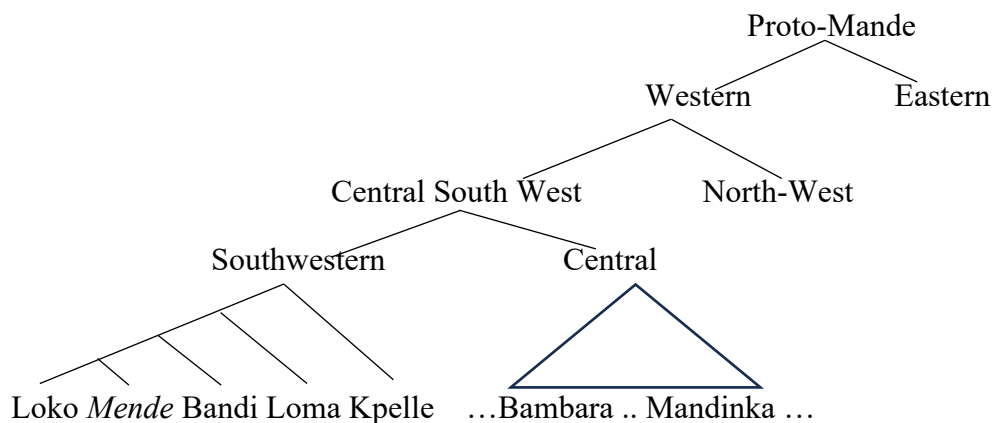 Proto-Mande
Western Eastern
Central South West North-West
Southwestern Central
Loko Mende Bandi Loma Kpelle …Bambara .. Mandinka …